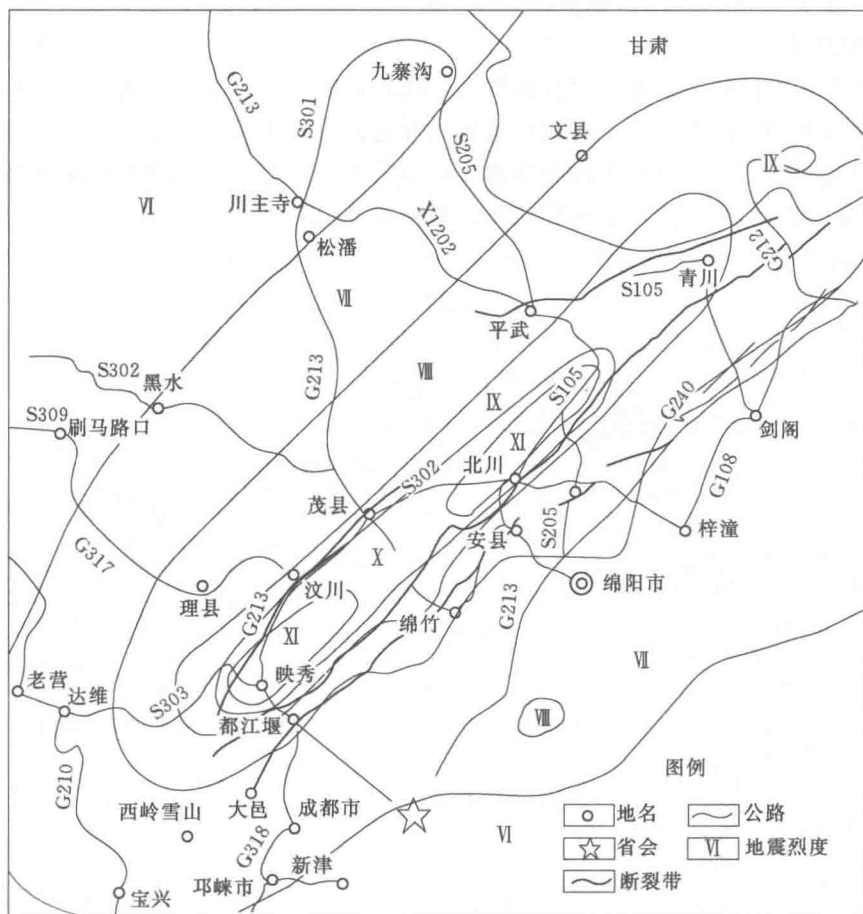 甘肃
九寨沟
G213
S301
文县
S205
IX
川主寺
VI
X1202
松潘
G212
青川
S105
VII
平武
S302
黑水
G213
VIII
S105
IX
G240
S309
刷马路口
XI
剑阁
北川
S302
G108
茂县
安县
S205
梓潼
G317
X
汶川
绵阳市
理县
G213
绵竹
G213
XI
VII
映秀
老营
达维
S303
都江堰
VIII
图例
G210
大邑
西岭雪山
成都市
地名
公路
VI
省会
VI
地震烈度
G318
新津
断裂带
邛崃市
宝兴